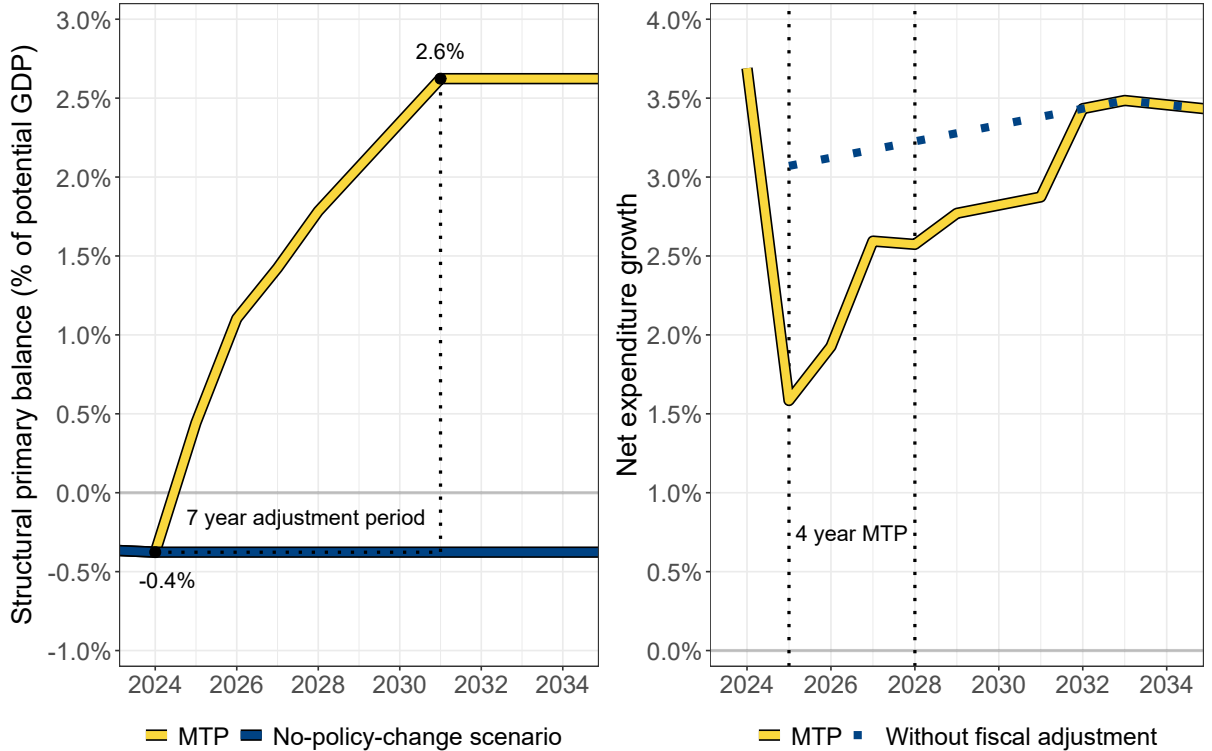 Structural primary balance (% of potential GDP)
3.0%
2.5%
2.0%
1.5%
1.0%
0.5%
0.0%
-0.5%
-1.0%
2.6%
7 year adjustment period
-0.4%
2024 2026 2028 2030 2032 2034
MTP No-policy-change scenario
Net expenditure growth
4.0%
3.5%
3.0%
2.5%
2.0%
1.5%
1.0%
0.5%
0.0%
4 year MTP
2024 2026 2028 2030 2032 2034
MTP Without fiscal adjustment